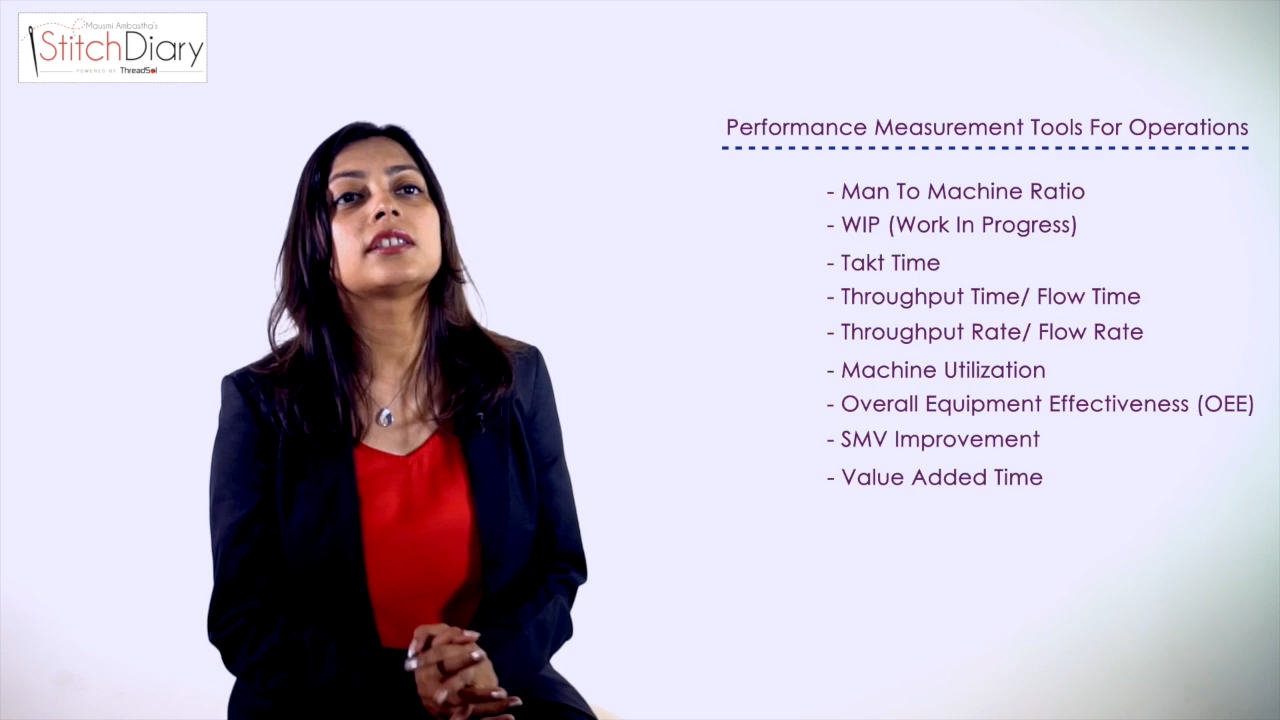 Mausmi Ambastha's
StitchDiary
POWERED BY ThreadSol
Performance Measurement Tools For Operations
- Man To Machine Ratio
- WIP (Work In Progress)
- Takt Time
- Throughput Time/ Flow Time
- Throughput Rate/ Flow Rate
- Machine Utilization
- Overall Equipment Effectiveness (OEE)
- SMV Improvement
- Value Added Time